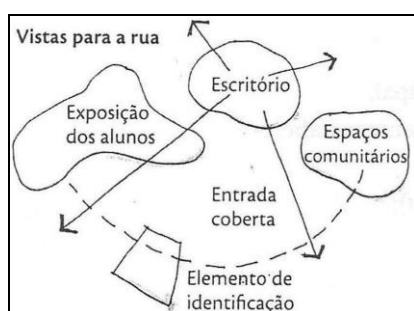 Vistas para a rua
Escritório
Exposição
dos alunos
Espaços
comunitários
Entrada
coberta
Elemento de
identificação